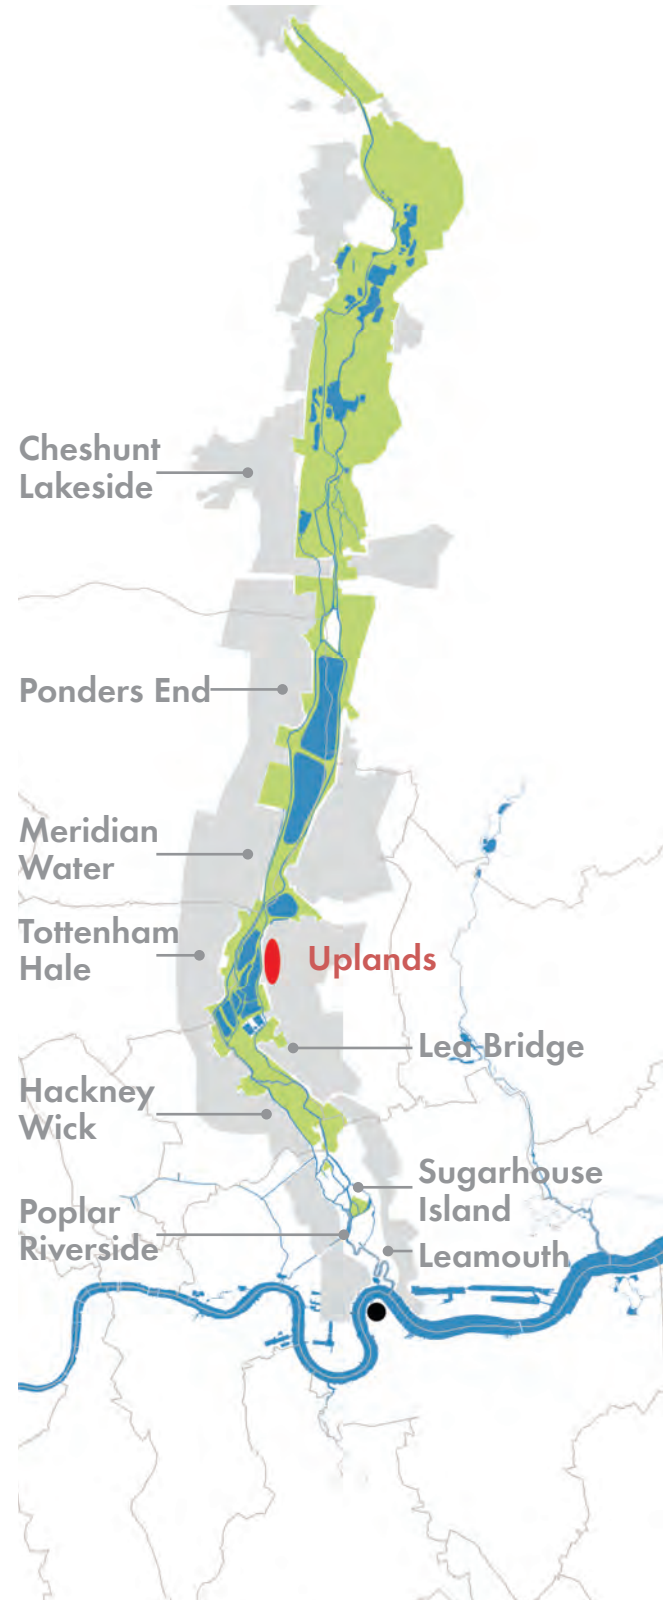 Cheshunt
Lakeside
Ponders End
Meridian
Water
Tottenham
Hale
Uplands
Lea Bridge
Hackney
Wick
Sugarhouse
Island
Poplar
Riverside
Leamouth